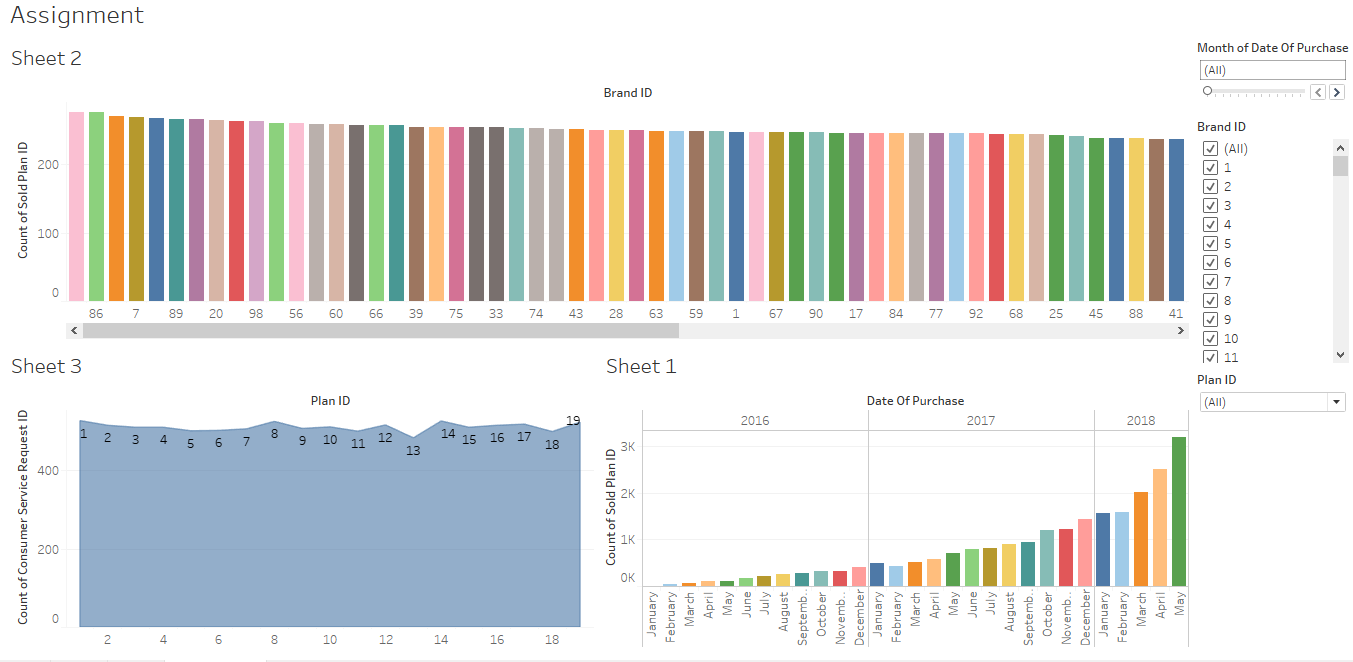 Assignment
Sheet 2
Brand ID
Count of Sold Plan ID
200
100
0
86 7 89 20 98 56 60 66 39 75 33 74 43 28 63 59 1 67 90 17 84 77 92 68 25 45 88 41
Month of Date Of Purchase
(All)
Brand ID
(All)
1
2
3
4
5
6
7
8
9
10
11
Plan ID
(All)
Sheet 3
Plan ID
Count of Consumer Service Request ID
400
200
0
1 2 3 4 5 6 7 8 9 10 11 12 13 14 15 16 17 18 19
2 4 6 8 10 12 14 16 18
Sheet 1
Date Of Purchase
2016 2017 2018
Count of Sold Plan ID
3K
2K
1K
0K
January February March April May June July August Septemb.. October Novemb.. December January February March April May June July August Septemb.. October Novemb.. December January February March April May